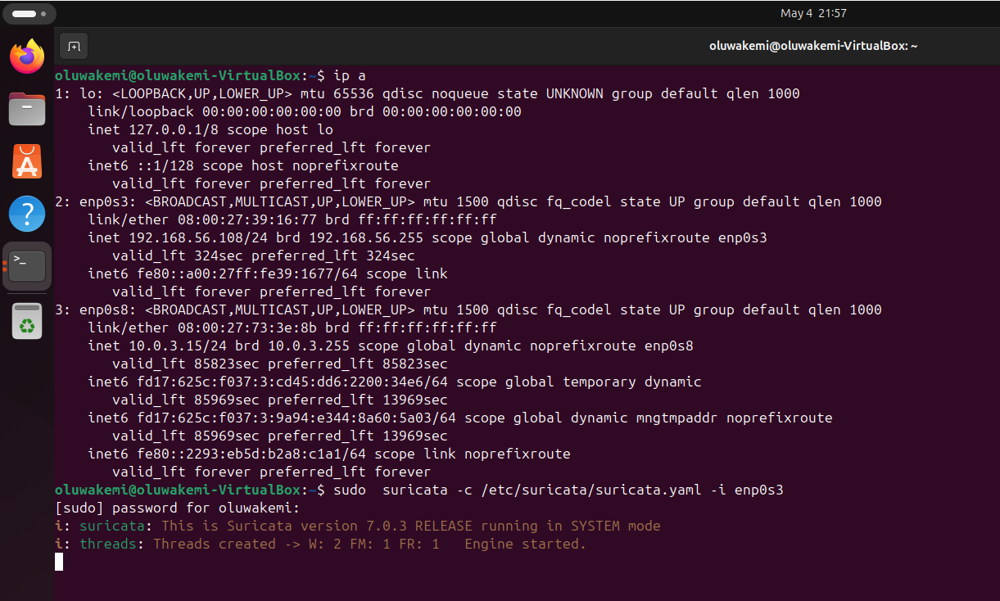 May 4 21:57
oluwakemi@oluwakemi-VirtualBox: ~
oluwakemi@oluwakemi-VirtualBox:~$ ip a
1: lo: <LOOPBACK,UP,LOWER_UP> mtu 65536 qdisc noqueue state UNKNOWN group default qlen 1000
    link/loopback 00:00:00:00:00:00 brd 00:00:00:00:00:00
    inet 127.0.0.1/8 scope host lo
       valid_lft forever preferred_lft forever
    inet6 ::1/128 scope host noprefixroute
       valid_lft forever preferred_lft forever
2: enp0s3: <BROADCAST,MULTICAST,UP,LOWER_UP> mtu 1500 qdisc fq_codel state UP group default qlen 1000
    link/ether 08:00:27:39:16:77 brd ff:ff:ff:ff:ff:ff
    inet 192.168.56.108/24 brd 192.168.56.255 scope global dynamic noprefixroute enp0s3
       valid_lft 324sec preferred_lft 324sec
    inet6 fe80::a00:27ff:fe39:1677/64 scope link
       valid_lft forever preferred_lft forever
3: enp0s8: <BROADCAST,MULTICAST,UP,LOWER_UP> mtu 1500 qdisc fq_codel state UP group default qlen 1000
    link/ether 08:00:27:73:3e:8b brd ff:ff:ff:ff:ff:ff
    inet 10.0.3.15/24 brd 10.0.3.255 scope global dynamic noprefixroute enp0s8
       valid_lft 85823sec preferred_lft 85823sec
    inet6 fd17:625c:f037:3:cd45:dd6:2200:34e6/64 scope global temporary dynamic
       valid_lft 85969sec preferred_lft 13969sec
    inet6 fd17:625c:f037:3:9a94:e344:8a60:5a03/64 scope global dynamic mngtmpaddr noprefixroute
       valid_lft 85969sec preferred_lft 13969sec
    inet6 fe80::2293:eb5d:b2a8:c1a1/64 scope link noprefixroute
       valid_lft forever preferred_lft forever
oluwakemi@oluwakemi-VirtualBox:~$ sudo  suricata -c /etc/suricata/suricata.yaml -i enp0s3
[sudo] password for oluwakemi:
i: suricata: This is Suricata version 7.0.3 RELEASE running in SYSTEM mode
i: threads: Threads created -> W: 2 FM: 1 FR: 1   Engine started.